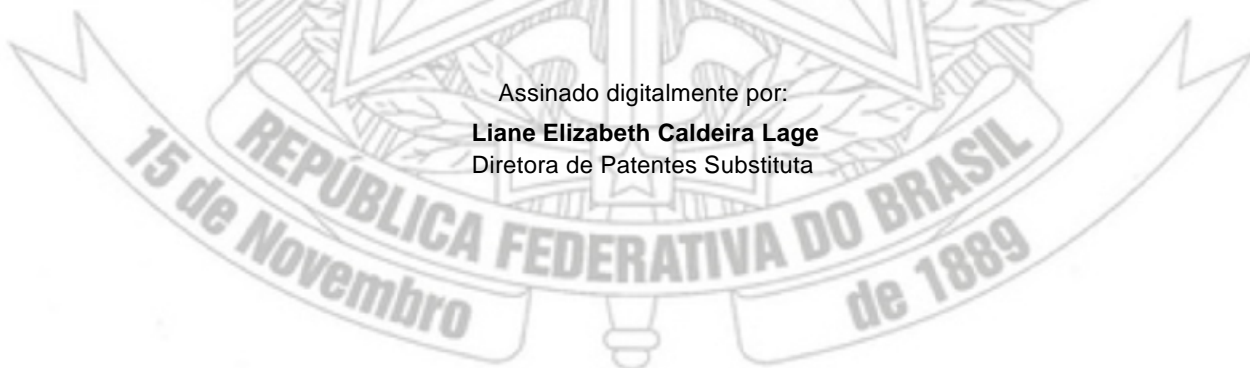 Assinado digitalmente por:
Liane Elizabeth Caldeira Lage
Diretora de Patentes Substituta
REPÚBLICA FEDERATIVA DO BRASIL
15 de Novembro
de 1889